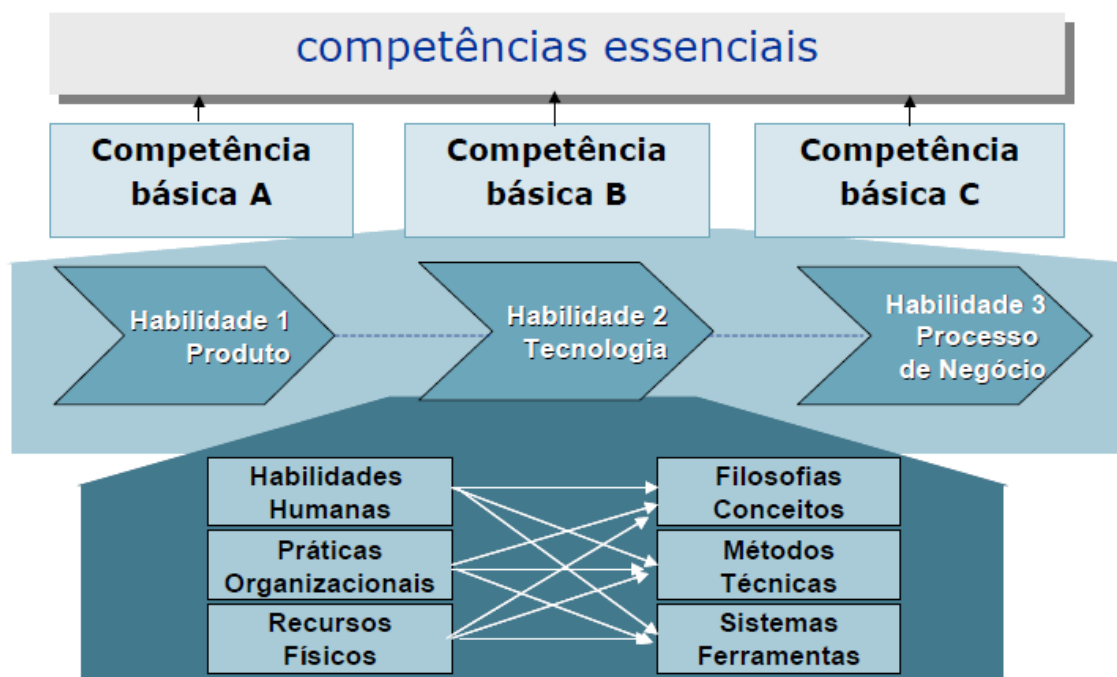 competências essenciais
Competência
básica A
Competência
básica B
Competência
básica C
Habilidade 1
Produto
Habilidade 2
Tecnologia
Habilidade 3
Processo
de Negócio
Habilidades
Humanas
Filosofias
Conceitos
Práticas
Organizacionais
Métodos
Técnicas
Recursos
Físicos
Sistemas
Ferramentas